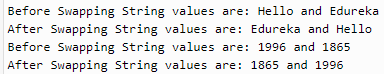 Before Swapping String values are: Hello and Edureka
After Swapping String values are: Edureka and Hello
Before Swapping String values are: 1996 and 1865
After Swapping String values are: 1865 and 1996